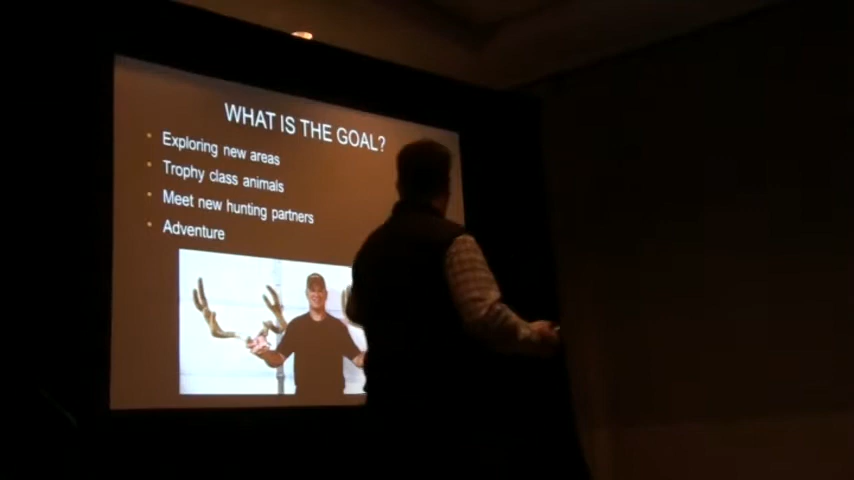 WHAT IS THE GOAL?
Exploring new areas
Trophy class animals
Meet new hunting partners
Adventure